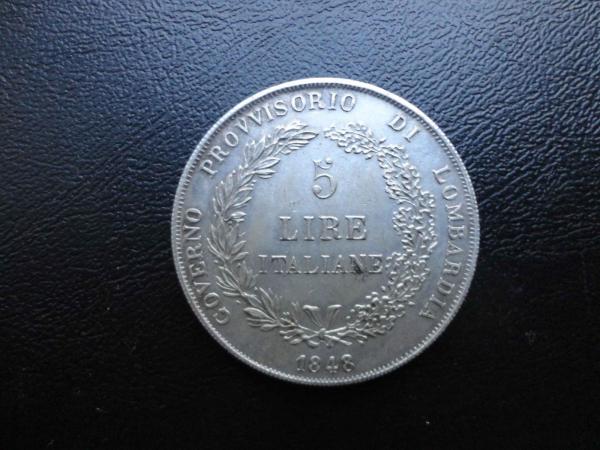 GOVERNO PROVVISORIO DI LOMBARDIA
5
LIRE
ITALIANE
1848